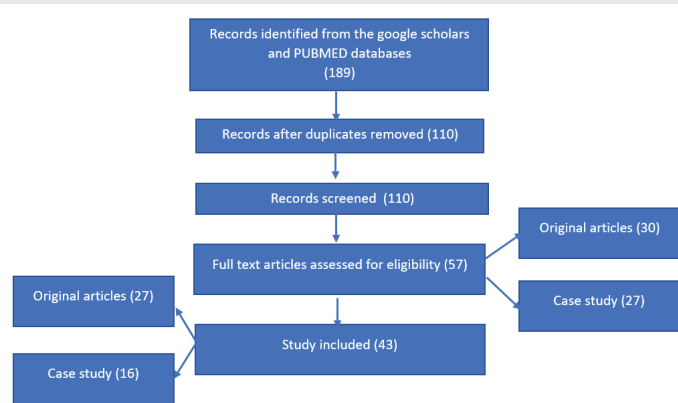 Records identified from the google scholars
and PUBMED databases
(189)
Records after duplicates removed (110)
Records screened  (110)
Original articles (30)
Full text articles assessed for eligibility (57)
Original articles (27)
Case study (27)
Study included (43)
Case study (16)